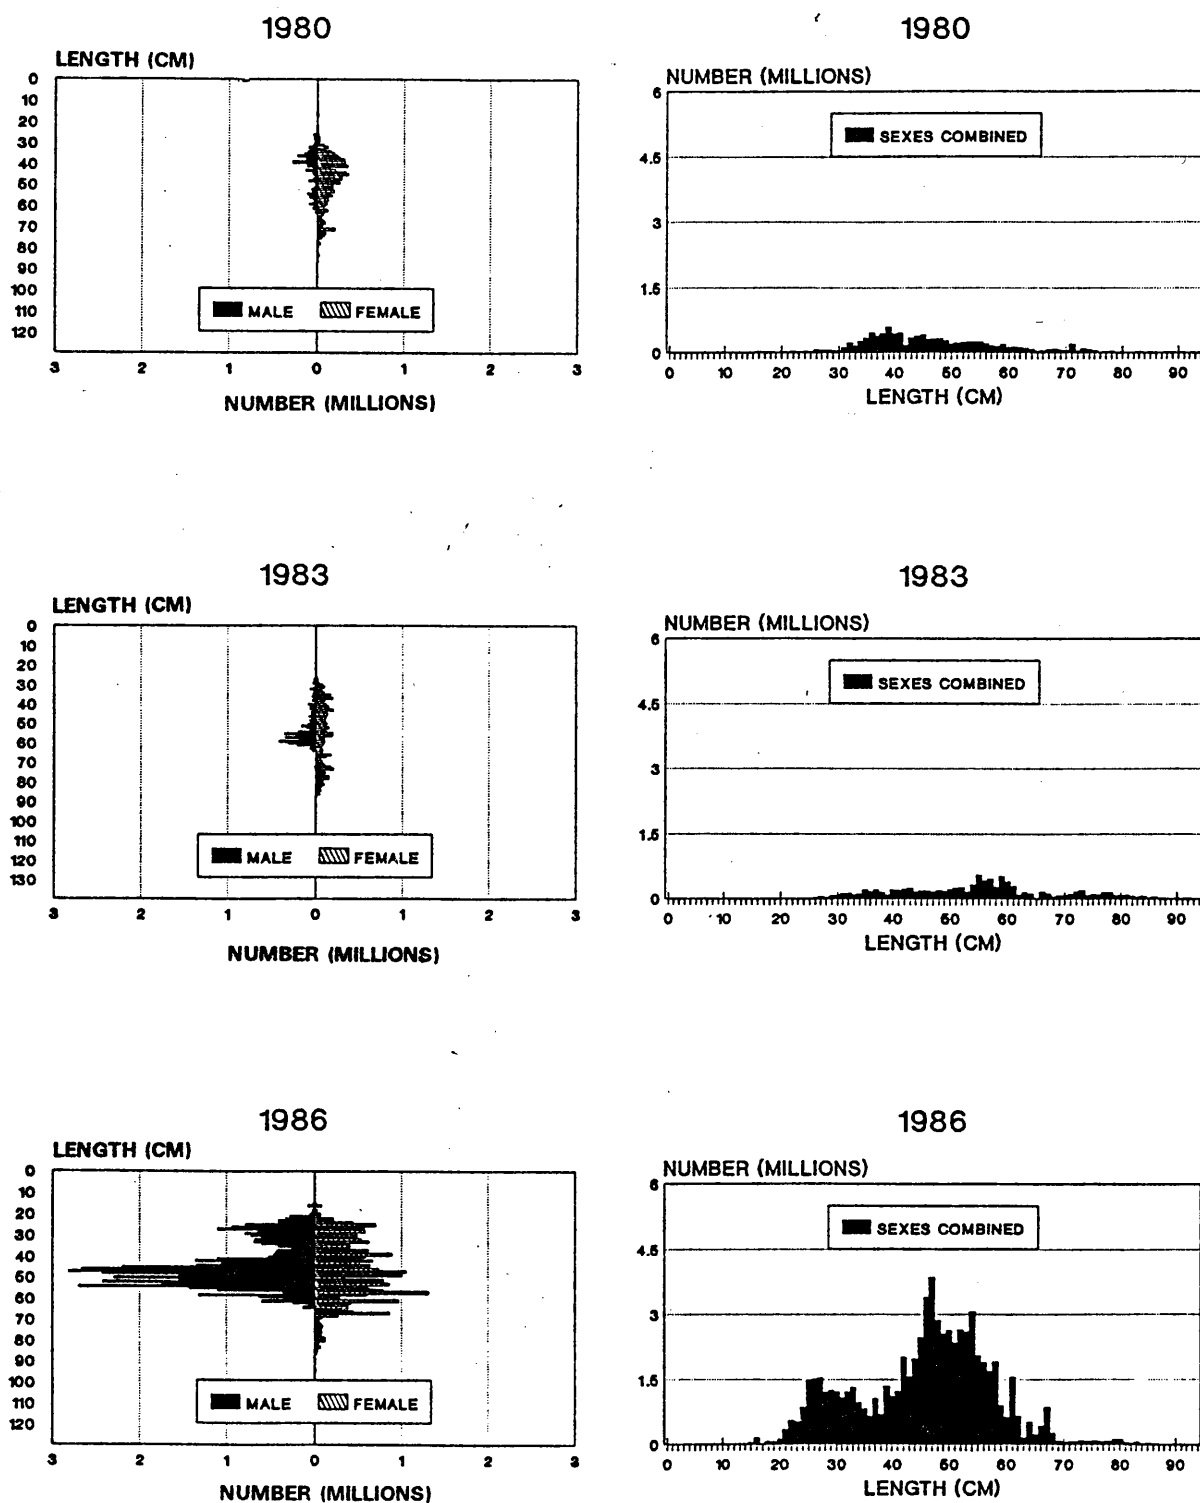 1980
LENGTH (CM)
0
10
20
30
40
50
60
70
80
90
100
110
120
MALE FEMALE
3 2 1 0 1 2 3
NUMBER (MILLIONS)
1980
NUMBER (MILLIONS)
6
4.5
3
1.5
0
SEXES COMBINED
0 10 20 30 40 50 60 70 80 90
LENGTH (CM)
1983
LENGTH (CM)
0
10
20
30
40
50
60
70
80
90
100
110
120
130
MALE FEMALE
3 2 1 0 1 2 3
NUMBER (MILLIONS)
1983
NUMBER (MILLIONS)
6
4.5
3
1.5
0
SEXES COMBINED
0 10 20 30 40 50 60 70 80 90
LENGTH (CM)
1986
LENGTH (CM)
0
10
20
30
40
50
60
70
80
90
100
110
120
MALE FEMALE
3 2 1 0 1 2 3
NUMBER (MILLIONS)
1986
NUMBER (MILLIONS)
6
4.5
3
1.5
0
SEXES COMBINED
0 10 20 30 40 50 60 70 80 90
LENGTH (CM)